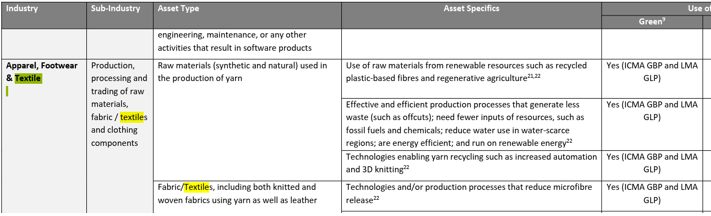 Industry
Sub-Industry
Asset Type
Asset Specifics
Use of
Green⁹
engineering, maintenance, or any other
activities that result in software products
Apparel, Footwear
& Textile
Production,
processing and
trading of raw
materials,
fabric / textiles
and clothing
components
Raw materials (synthetic and natural) used in
the production of yarn
Use of raw materials from renewable resources such as recycled
plastic-based fibres and regenerative agriculture²¹,²²
Yes (ICMA GBP and LMA
GLP)
Effective and efficient production processes that generate less
waste (such as offcuts); need fewer inputs of resources, such as
fossil fuels and chemicals; reduce water use in water-scarce
regions; are energy efficient; and run on renewable energy²²
Yes (ICMA GBP and LMA
GLP)
Technologies enabling yarn recycling such as increased automation
and 3D knitting²²
Yes (ICMA GBP and LMA
GLP)
Fabric/Textiles, including both knitted and
woven fabrics using yarn as well as leather
Technologies and/or production processes that reduce microfibre
release²²
Yes (ICMA GBP and LMA
GLP)